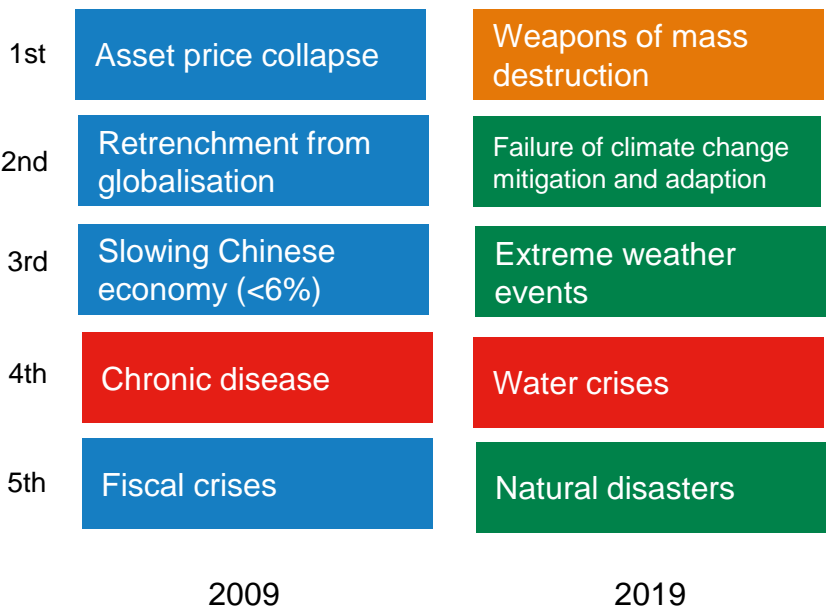 1st
Asset price collapse
Weapons of mass
destruction
2nd
Retrenchment from
globalisation
Failure of climate change
mitigation and adaption
3rd
Slowing Chinese
economy (<6%)
Extreme weather
events
4th
Chronic disease
Water crises
5th
Fiscal crises
Natural disasters
2009
2019